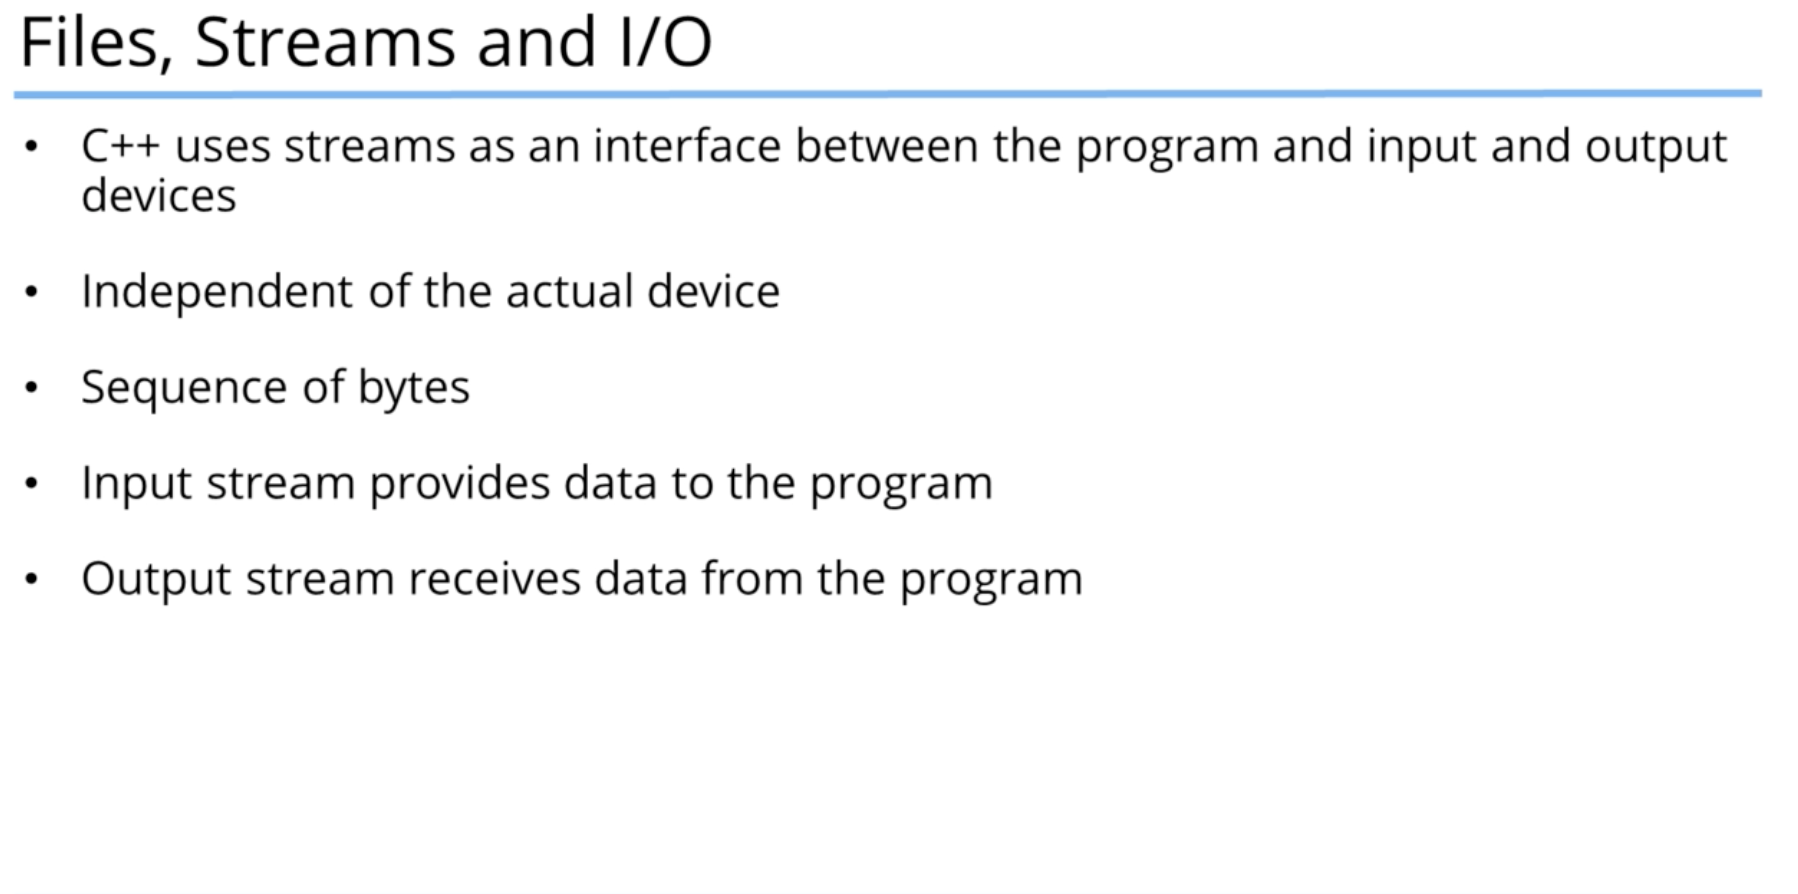 Files, Streams and I/O
• C++ uses streams as an interface between the program and input and output
devices
• Independent of the actual device
• Sequence of bytes
• Input stream provides data to the program
• Output stream receives data from the program